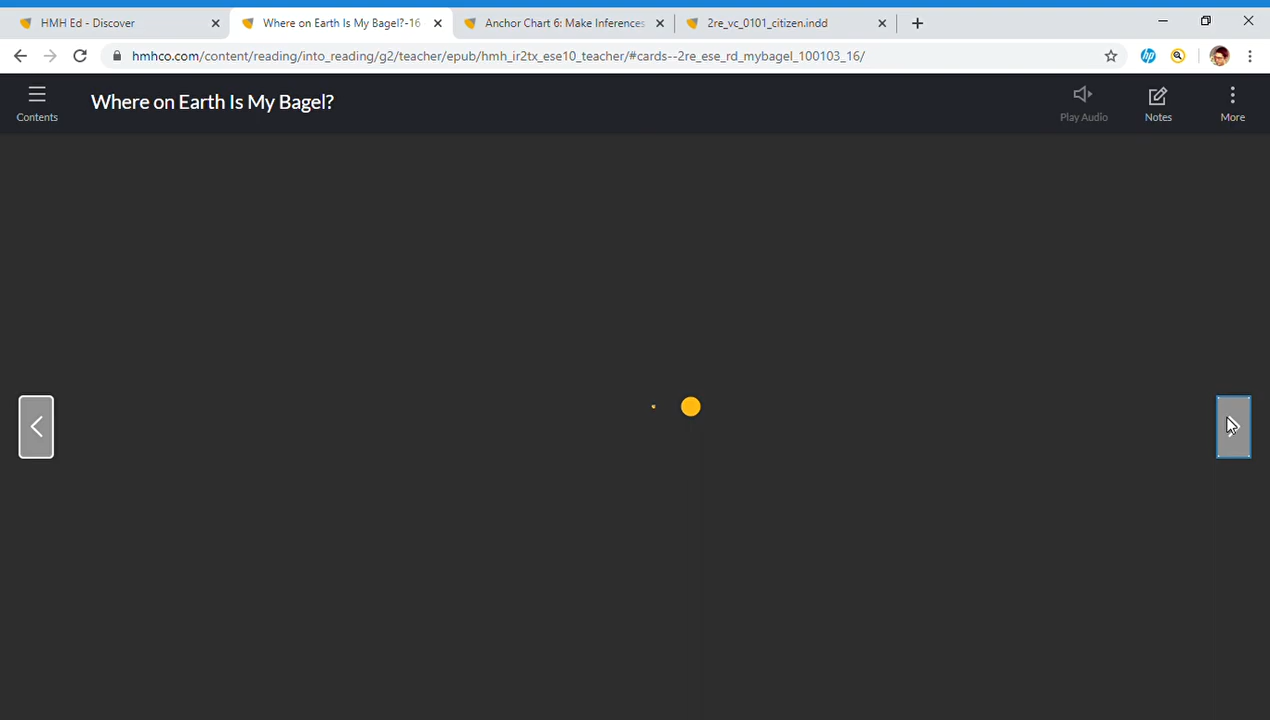 HMH Ed - Discover
Where on Earth Is My Bagel?-16
Anchor Chart 6: Make Inferences
2re_vc_0101_citizen.indd
hmhco.com/content/reading/into_reading/g2/teacher/epub/hmh_ir2tx_ese10_teacher/#cards--2re_ese_rd_mybagel_100103_16/
hp
Contents
Where on Earth Is My Bagel?
Play Audio
Notes
More